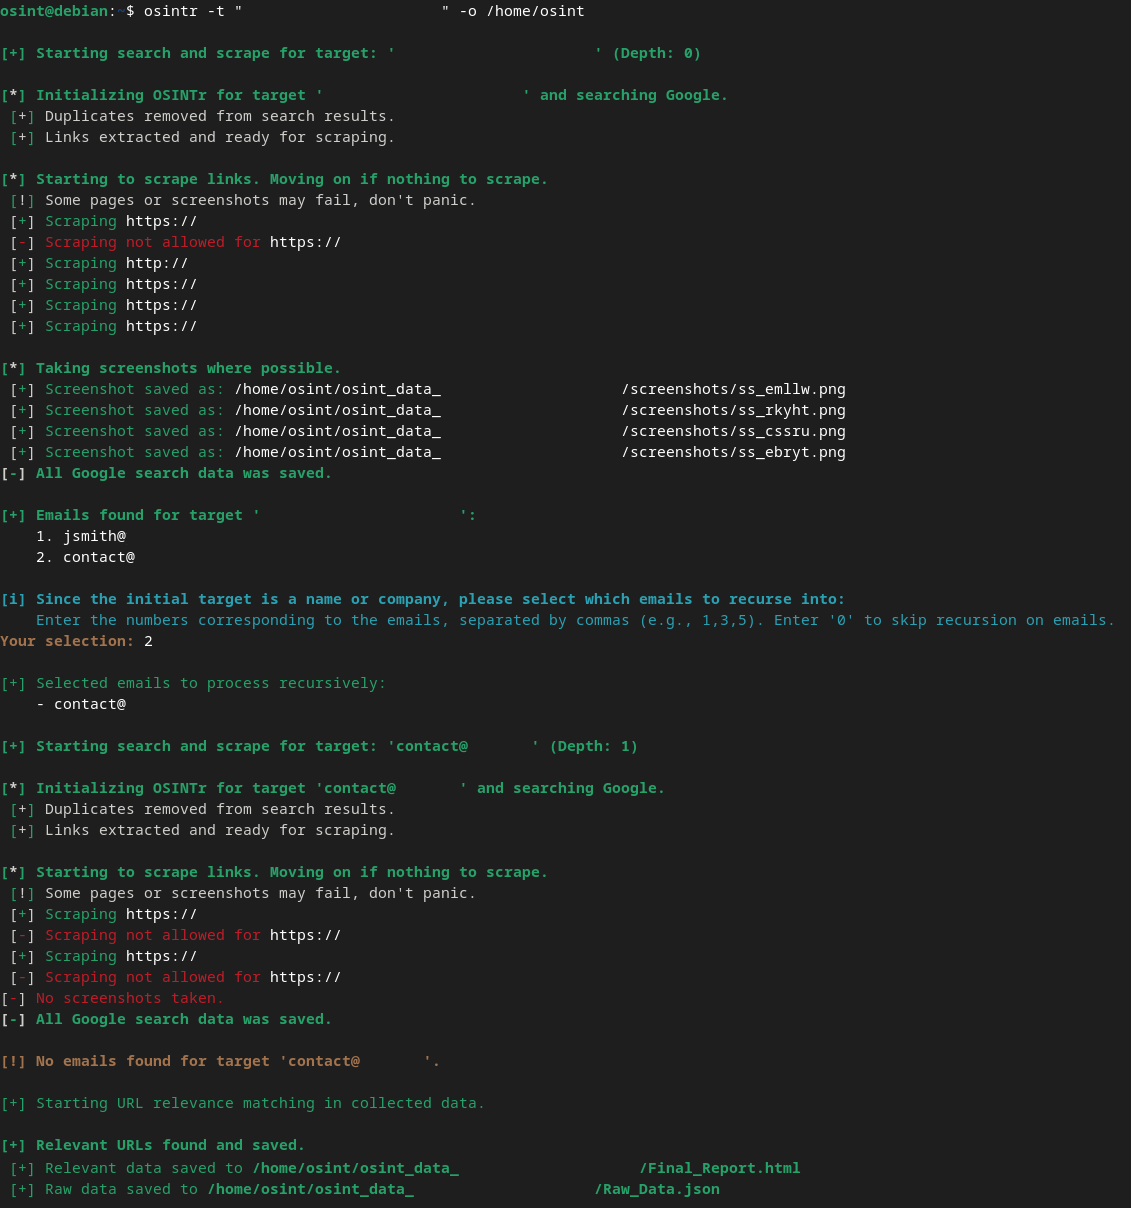 osint@debian:~$ osintr -t " " -o /home/osint
[+] Starting search and scrape for target: ' ' (Depth: 0)
[*] Initializing OSINTr for target ' ' and searching Google.
[+] Duplicates removed from search results.
[+] Links extracted and ready for scraping.
[*] Starting to scrape links. Moving on if nothing to scrape.
[!] Some pages or screenshots may fail, don't panic.
[+] Scraping https://
[-] Scraping not allowed for https://
[+] Scraping http://
[+] Scraping https://
[+] Scraping https://
[+] Scraping https://
[*] Taking screenshots where possible.
[+] Screenshot saved as: /home/osint/osint_data_ /screenshots/ss_emllw.png
[+] Screenshot saved as: /home/osint/osint_data_ /screenshots/ss_rkyht.png
[+] Screenshot saved as: /home/osint/osint_data_ /screenshots/ss_cssru.png
[+] Screenshot saved as: /home/osint/osint_data_ /screenshots/ss_ebryt.png
[-] All Google search data was saved.
[+] Emails found for target ' ':
1. jsmith@
2. contact@
[i] Since the initial target is a name or company, please select which emails to recurse into:
Enter the numbers corresponding to the emails, separated by commas (e.g., 1,3,5). Enter '0' to skip recursion on emails.
Your selection: 2
[+] Selected emails to process recursively:
- contact@
[+] Starting search and scrape for target: 'contact@ ' (Depth: 1)
[*] Initializing OSINTr for target 'contact@ ' and searching Google.
[+] Duplicates removed from search results.
[+] Links extracted and ready for scraping.
[*] Starting to scrape links. Moving on if nothing to scrape.
[!] Some pages or screenshots may fail, don't panic.
[+] Scraping https://
[-] Scraping not allowed for https://
[+] Scraping https://
[-] Scraping not allowed for https://
[-] No screenshots taken.
[-] All Google search data was saved.
[!] No emails found for target 'contact@ '.
[+] Starting URL relevance matching in collected data.
[+] Relevant URLs found and saved.
[+] Relevant data saved to /home/osint/osint_data_ /Final_Report.html
[+] Raw data saved to /home/osint/osint_data_ /Raw_Data.json